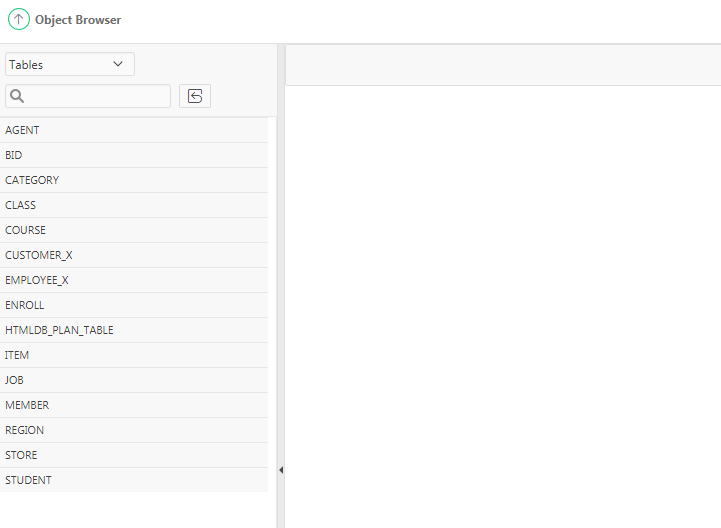 Object Browser
Tables
AGENT
BID
CATEGORY
CLASS
COURSE
CUSTOMER_X
EMPLOYEE_X
ENROLL
HTMLDB_PLAN_TABLE
ITEM
JOB
MEMBER
REGION
STORE
STUDENT